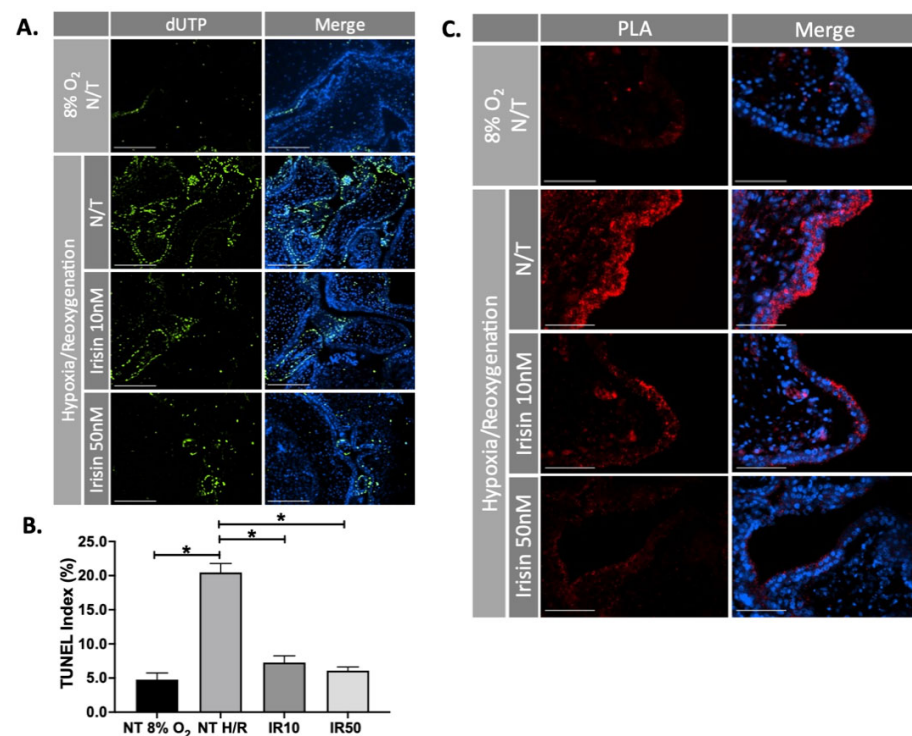 A.
dUTP
Merge
8% O₂
N/T
Hypoxia/Reoxygenation
N/T
Irisin 10nM
Irisin 50nM
B.
TUNEL Index (%)
25.0
20.0
15.0
10.0
5.0
0.0
*
*
*
NT 8% O₂
NT H/R
IR10
IR50
C.
PLA
Merge
8% O₂
N/T
Hypoxia/Reoxygenation
N/T
Irisin 10nM
Irisin 50nM